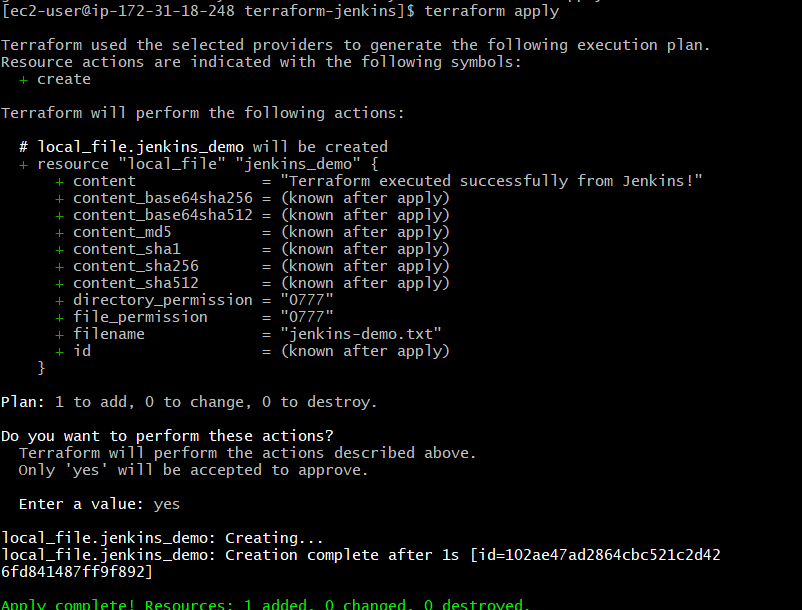 [ec2-user@ip-172-31-18-248 terraform-jenkins]$ terraform apply
Terraform used the selected providers to generate the following execution plan.
Resource actions are indicated with the following symbols:
  + create
Terraform will perform the following actions:
  # local_file.jenkins_demo will be created
  + resource "local_file" "jenkins_demo" {
      + content              = "Terraform executed successfully from Jenkins!"
      + content_base64sha256 = (known after apply)
      + content_base64sha512 = (known after apply)
      + content_md5          = (known after apply)
      + content_sha1         = (known after apply)
      + content_sha256       = (known after apply)
      + content_sha512       = (known after apply)
      + directory_permission = "0777"
      + file_permission      = "0777"
      + filename             = "jenkins-demo.txt"
      + id                   = (known after apply)
    }
Plan: 1 to add, 0 to change, 0 to destroy.
Do you want to perform these actions?
  Terraform will perform the actions described above.
  Only 'yes' will be accepted to approve.
  Enter a value: yes
local_file.jenkins_demo: Creating...
local_file.jenkins_demo: Creation complete after 1s [id=102ae47ad2864cbc521c2d42
6fd841487ff9f892]
Apply complete! Resources: 1 added, 0 changed, 0 destroyed.